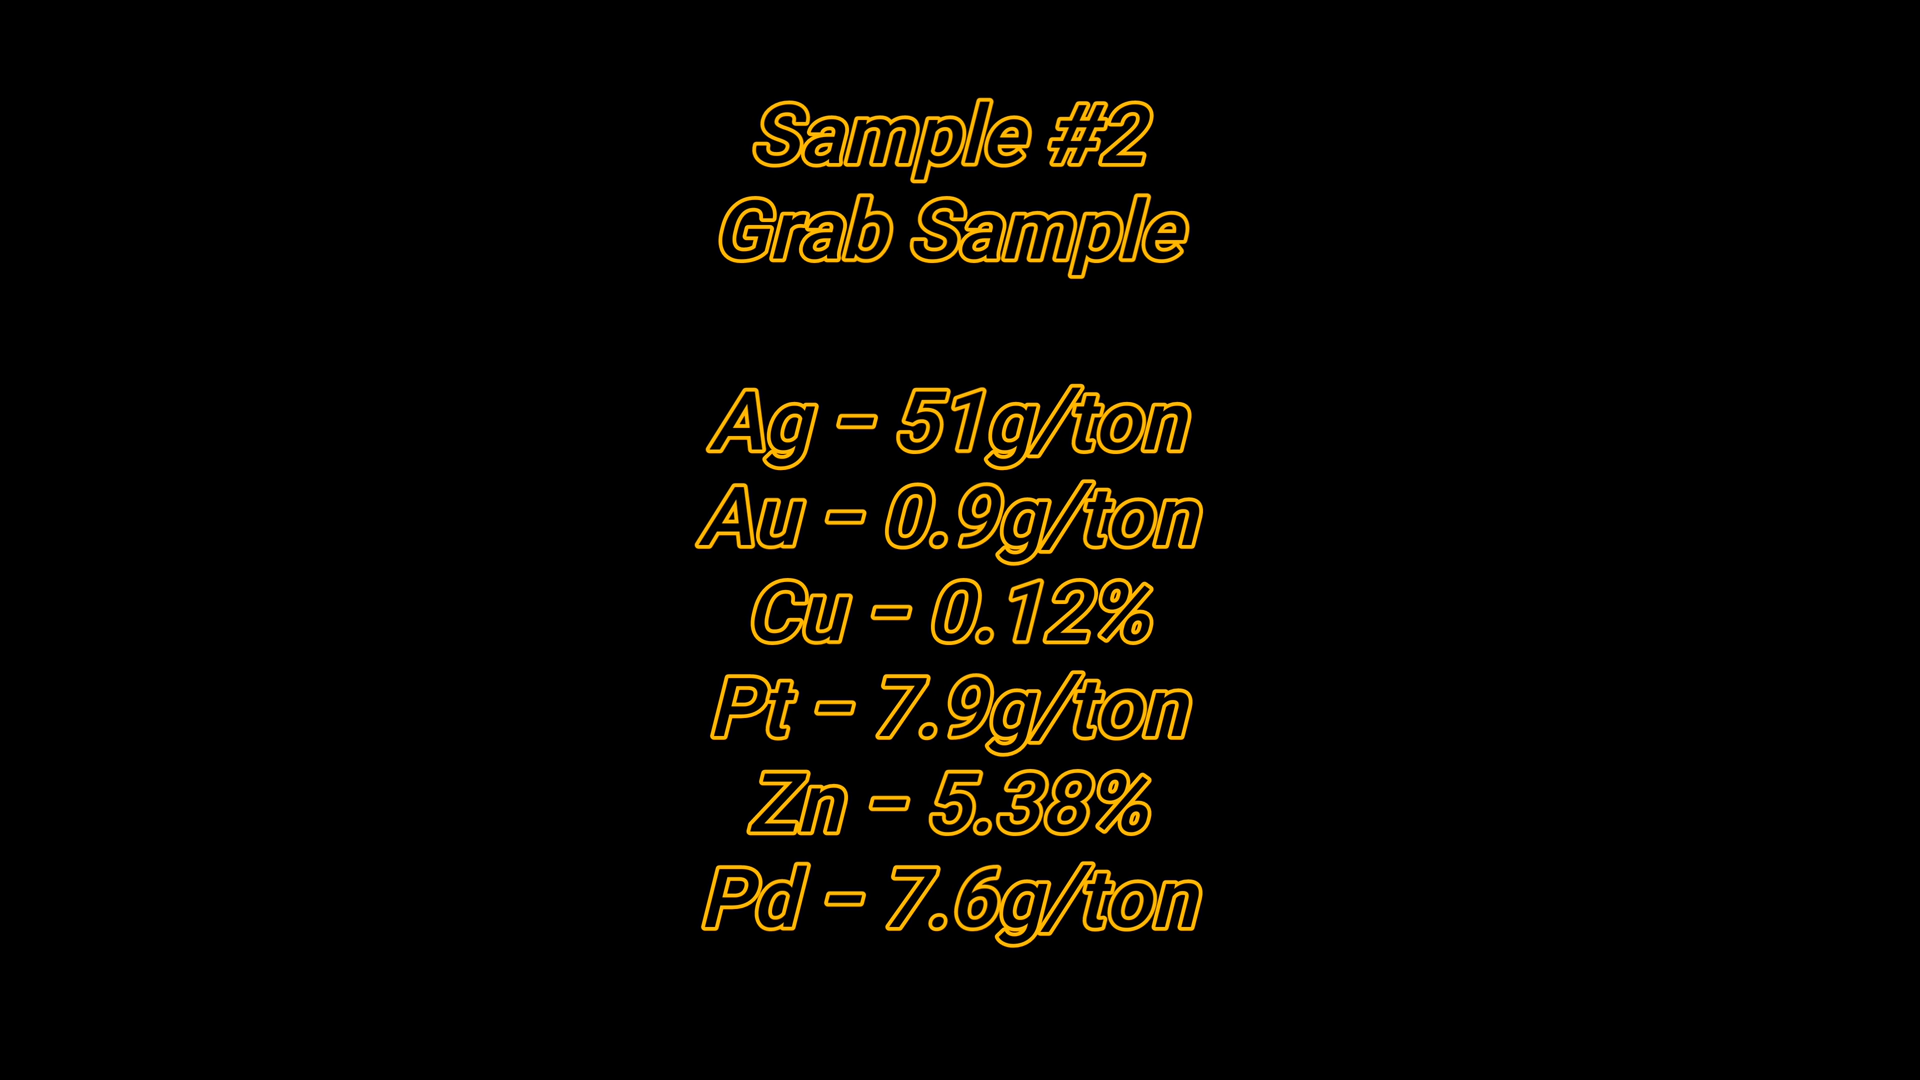 Sample #2
Grab Sample
Ag - 51g/ton
Au - 0.9g/ton
Cu - 0.12%
Pt - 7.9g/ton
Zn - 5.38%
Pd - 7.6g/ton